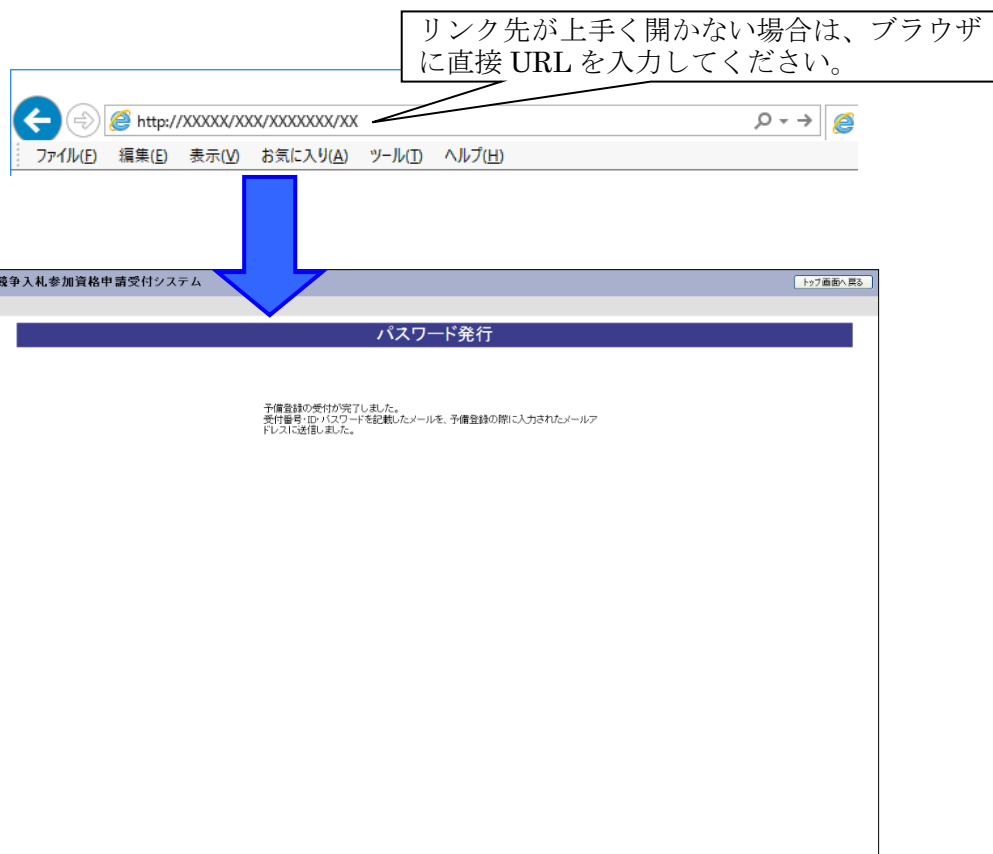 リンク先が上手く開かない場合は、ブラウザ
に直接 URL を入力してください。
http://XXXXX/XXX/XXXXXXX/XX
ファイル(F) 編集(E) 表示(V) お気に入り(A) ツール(T) ヘルプ(H)
競争入札参加資格申請受付システム
トップ画面へ戻る
パスワード発行
予備登録の受付が完了しました。
受付番号・ID・パスワードを記載したメールを、予備登録の際に入力されたメールア
ドレスに送信しました。